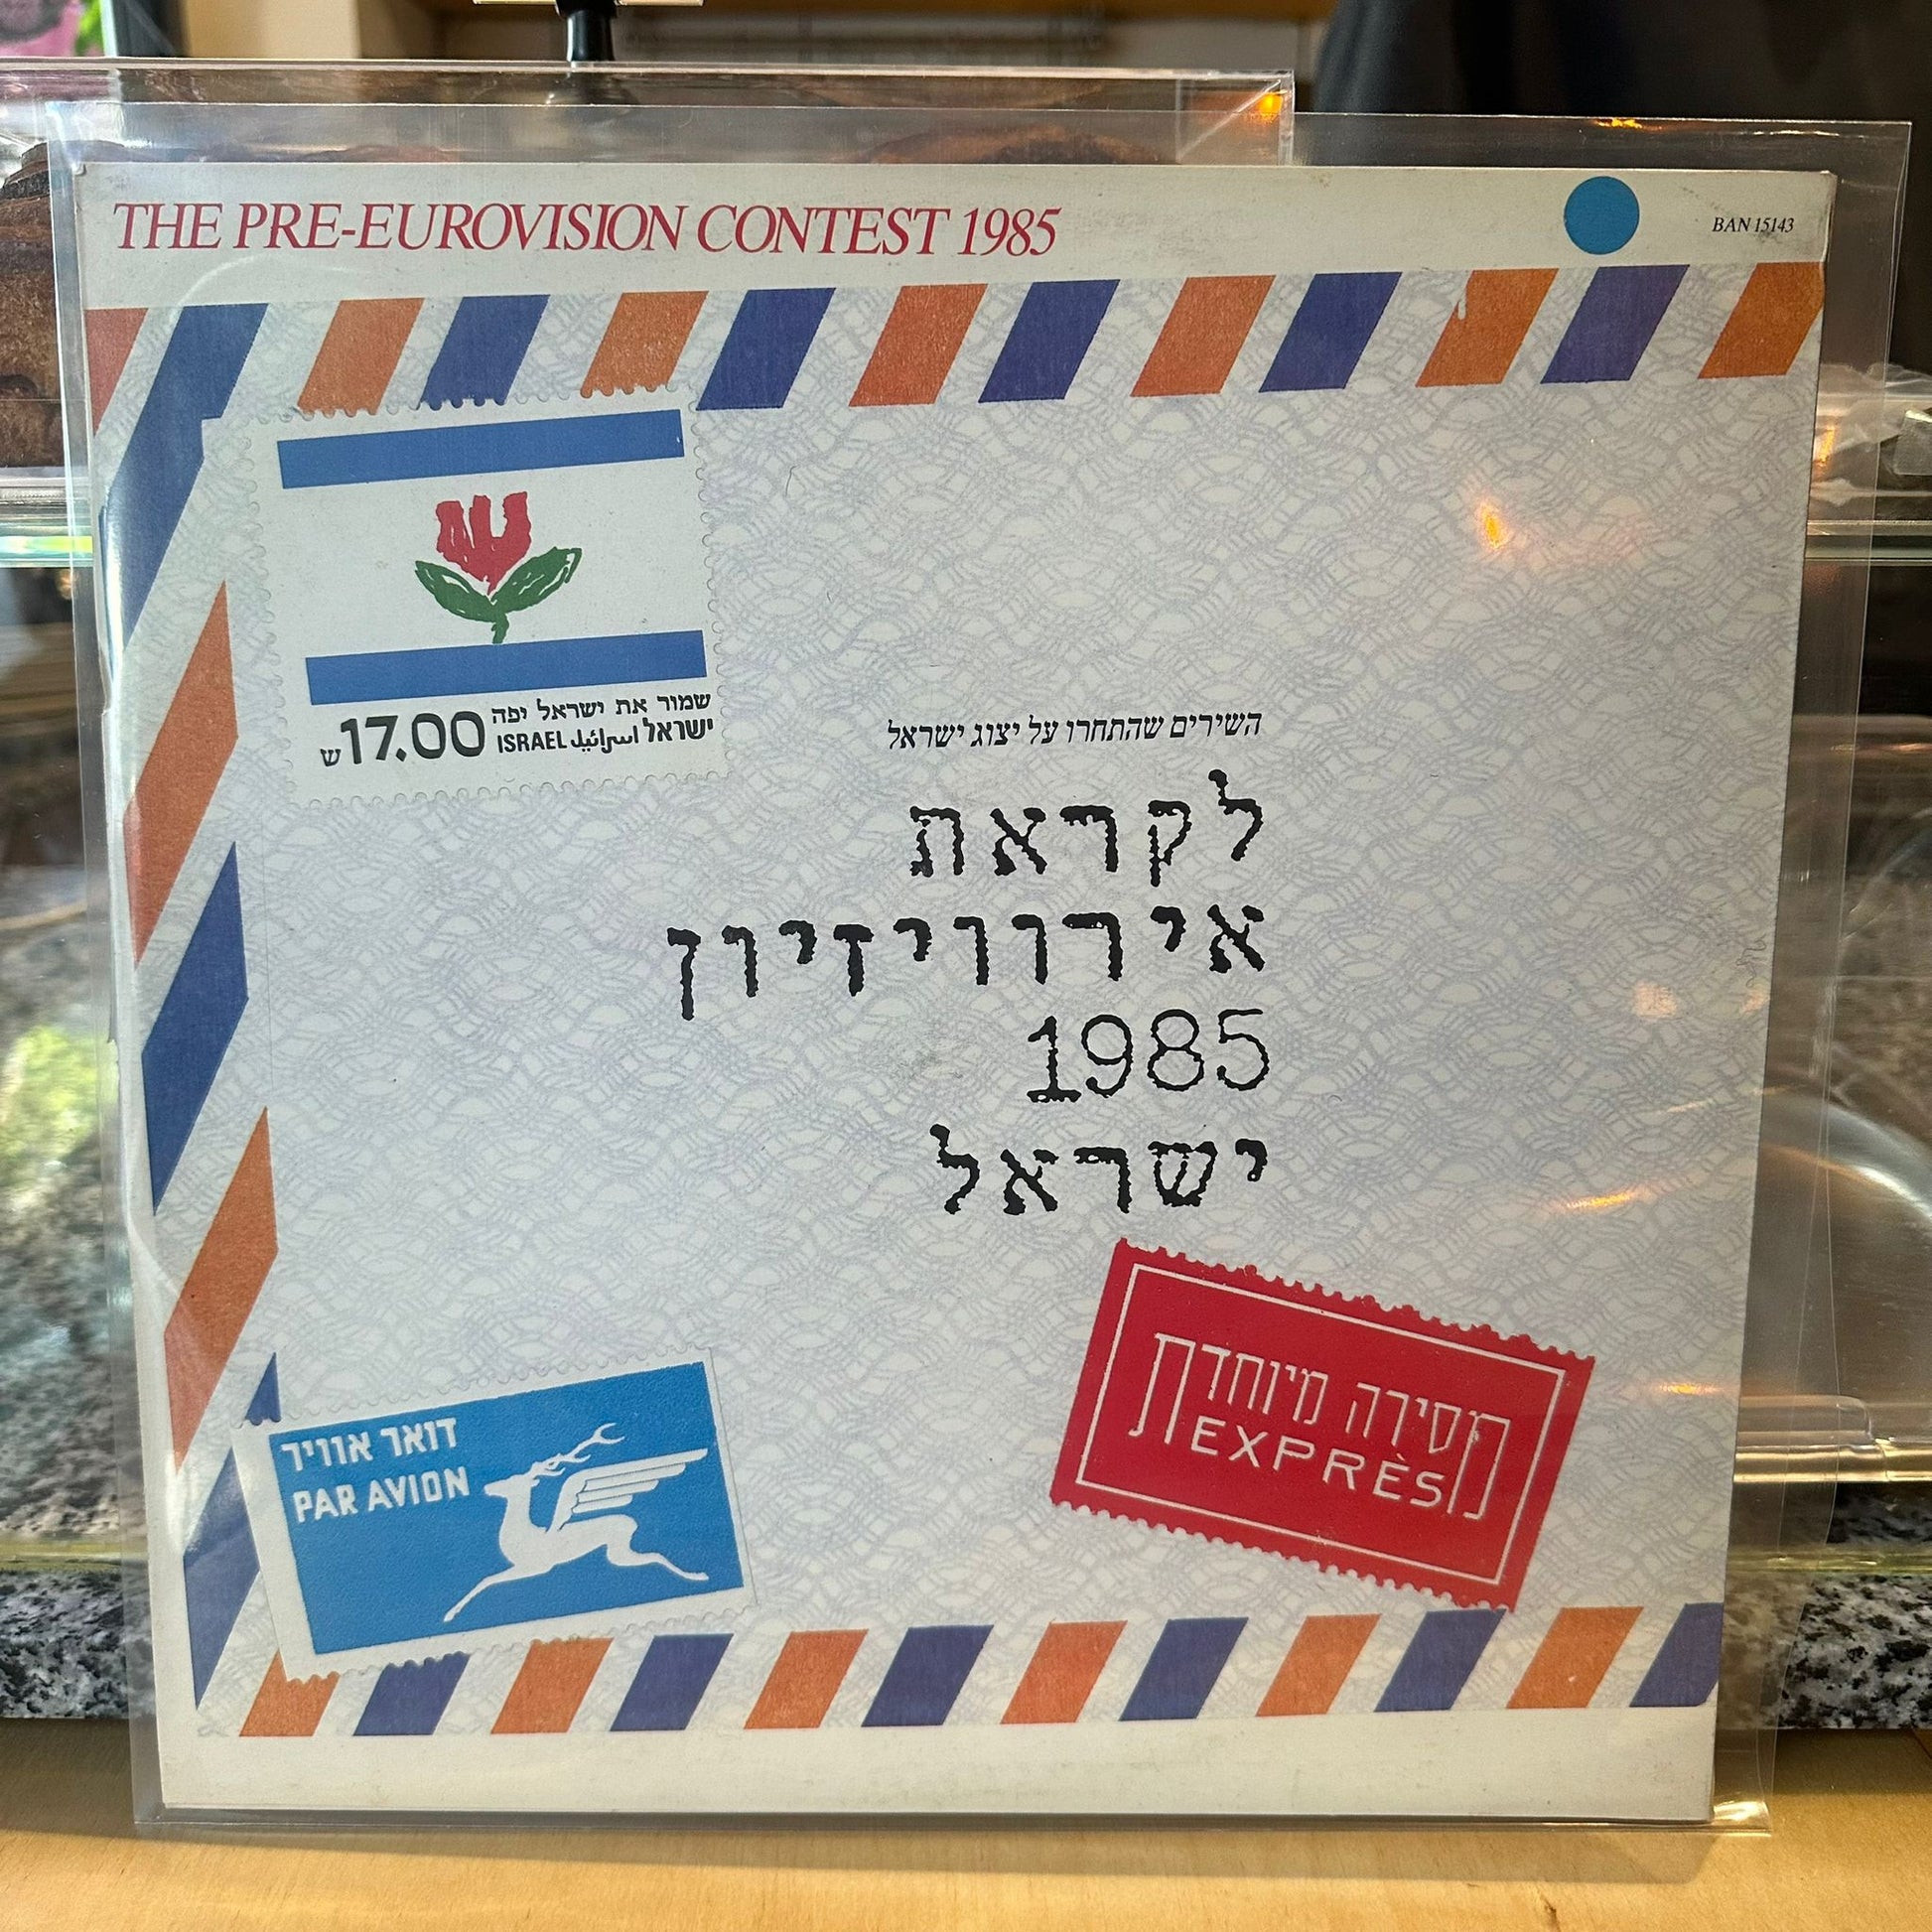 THE PRE-EUROVISION CONTEST 1985
BAN 15143
שמור את ישראל יפה
ישראל اسرائيل ISRAEL
17.00 ש
השירים שהתחרו על יצוג ישראל
לקראת
אירוויזיון
1985
ישראל
דואר אוויר
PAR AVION
מסירה מיוחדת
EXPRÈS